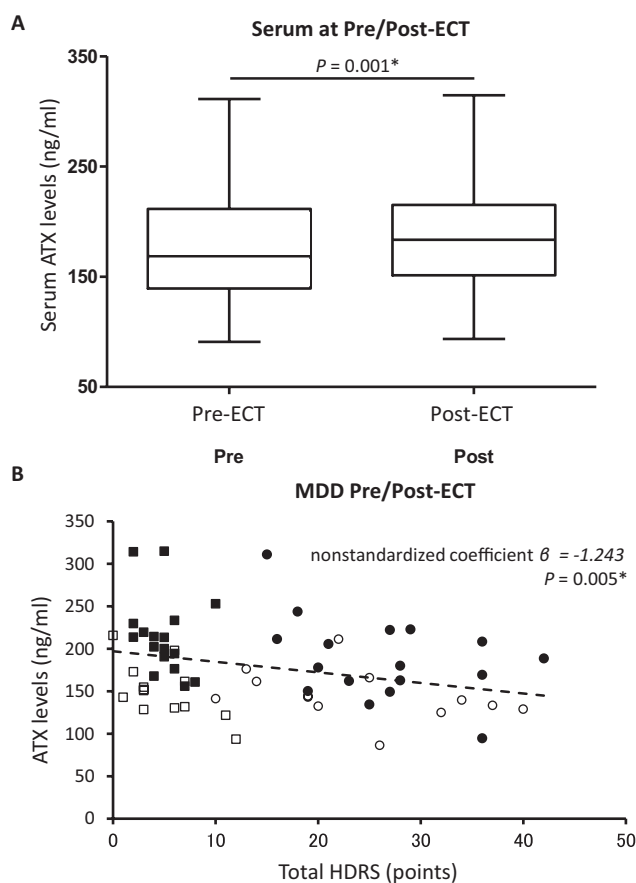 A
Serum at Pre/Post-ECT
P = 0.001*
Serum ATX levels (ng/ml)
350
250
150
50
Pre-ECT Post-ECT
Pre Post
B
MDD Pre/Post-ECT
nonstandardized coefficient β = -1.243
P = 0.005*
ATX levels (ng/ml)
350
300
250
200
150
100
50
0
0 10 20 30 40 50
Total HDRS (points)